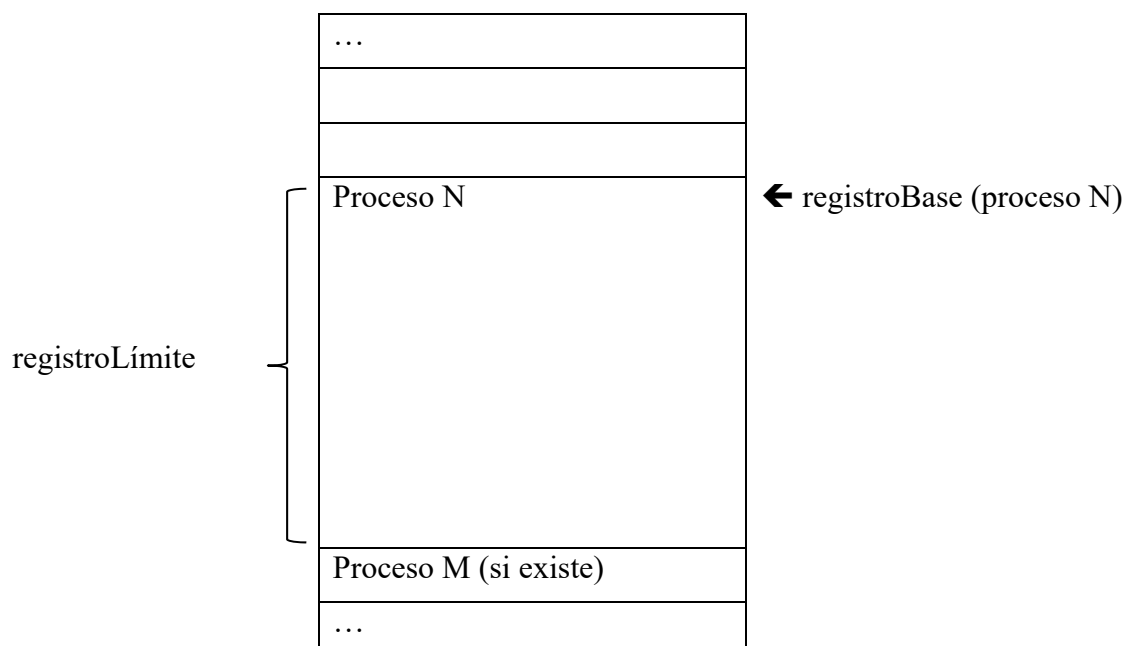 …
Proceso N
🡸 registroBase (proceso N)
registroLímite
Proceso M (si existe)
…